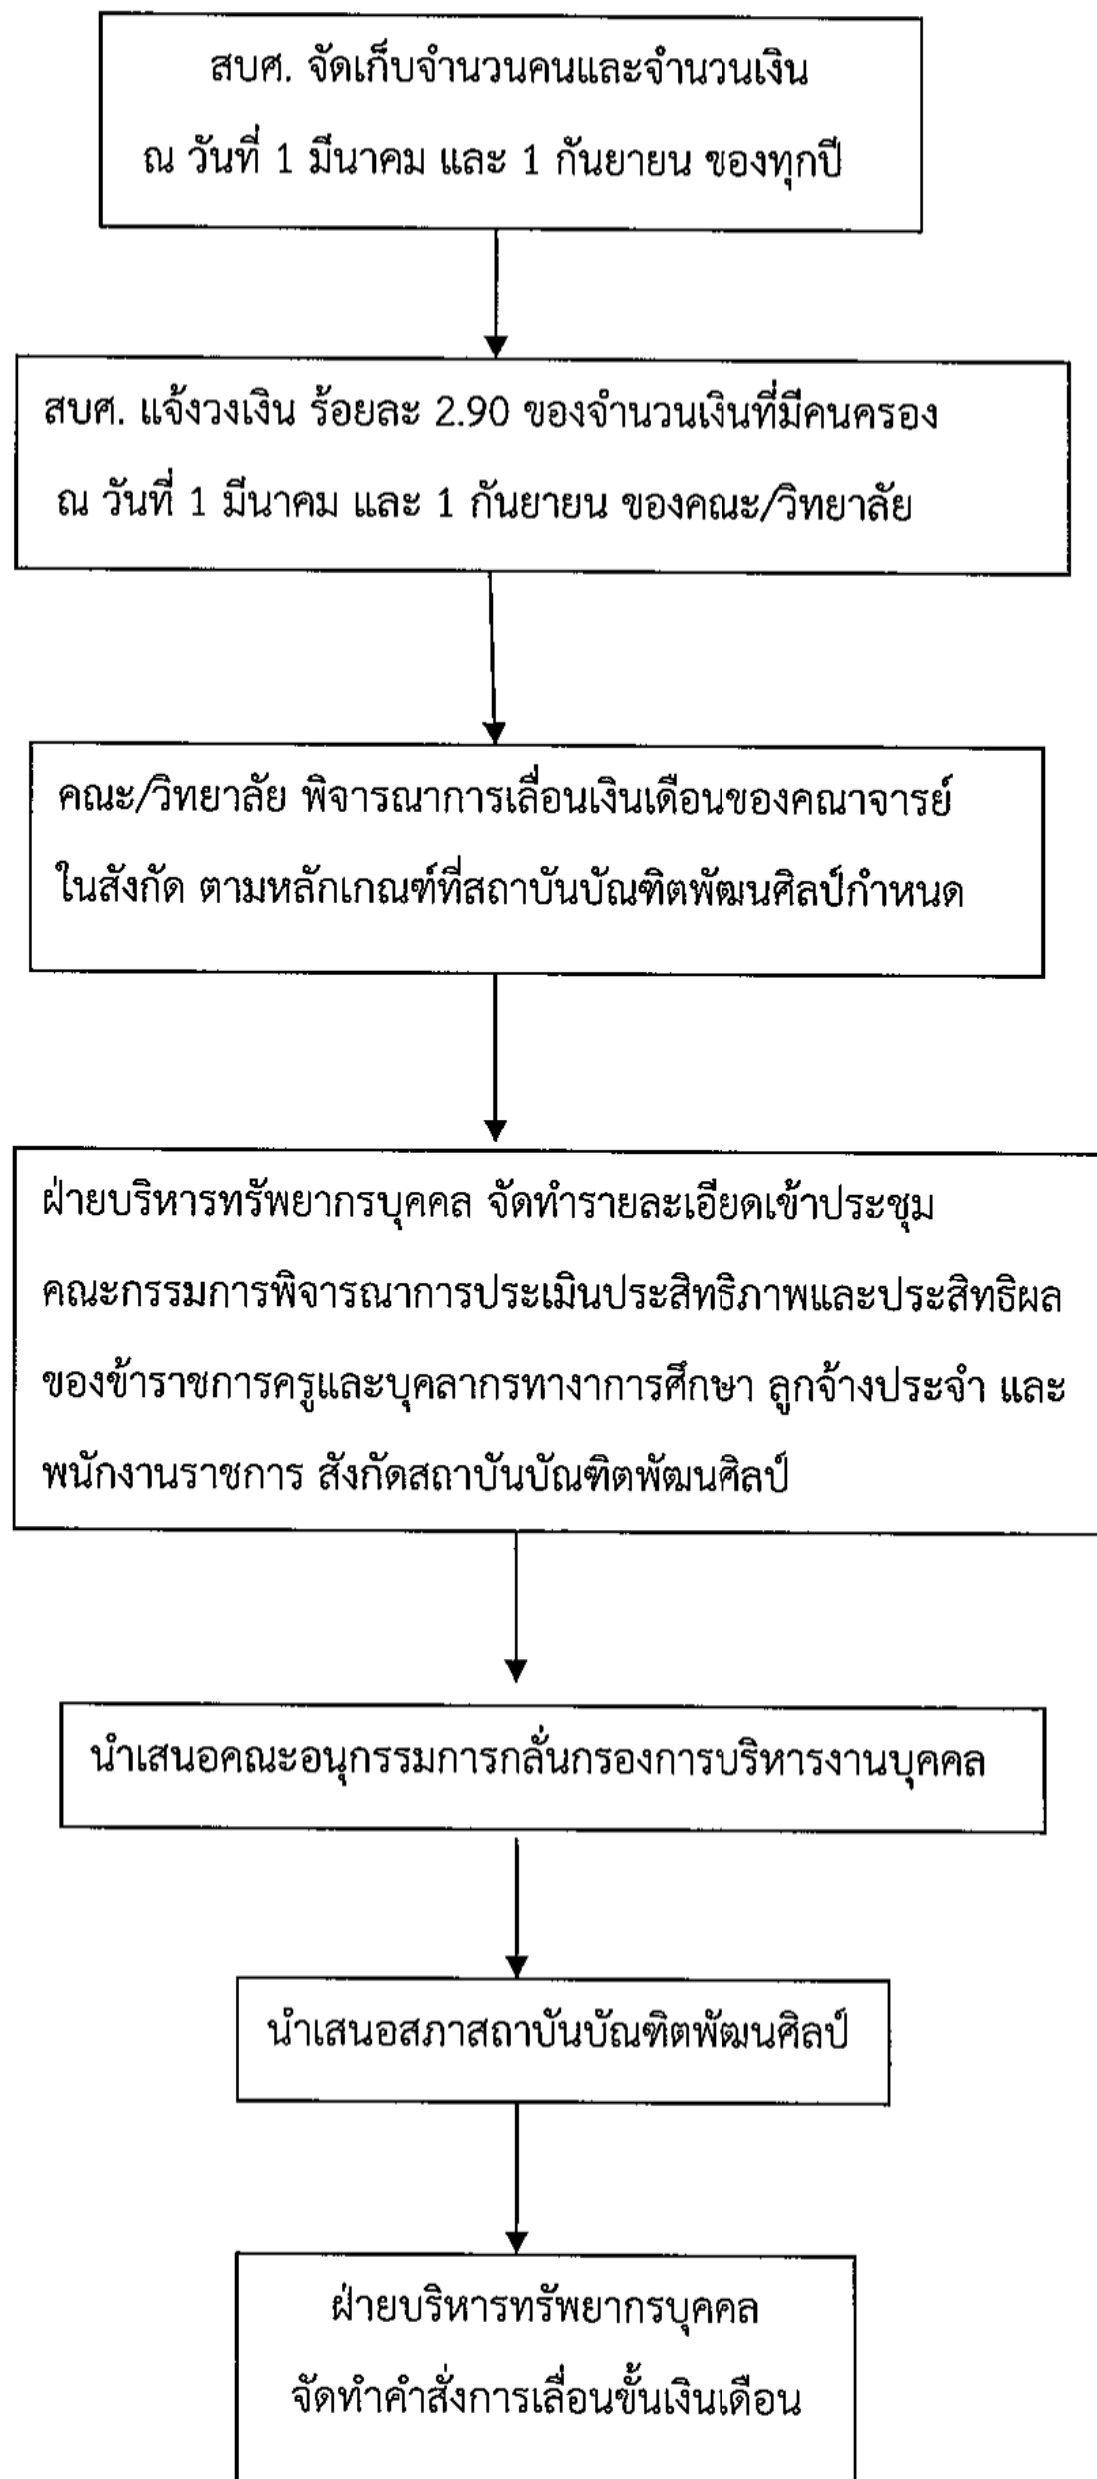 สบศ. จัดเก็บจำนวนคนและจำนวนเงิน
ณ วันที่ 1 มีนาคม และ 1 กันยายน ของทุกปี
สบศ. แจ้งวงเงิน ร้อยละ 2.90 ของจำนวนเงินที่มีคนครอง
ณ วันที่ 1 มีนาคม และ 1 กันยายน ของคณะ/วิทยาลัย
คณะ/วิทยาลัย พิจารณาการเลื่อนเงินเดือนของคณาจารย์
ในสังกัด ตามหลักเกณฑ์ที่สถาบันบัณฑิตพัฒนศิลป์กำหนด
ฝ่ายบริหารทรัพยากรบุคคล จัดทำรายละเอียดเข้าประชุม
คณะกรรมการพิจารณาการประเมินประสิทธิภาพและประสิทธิผล
ของข้าราชการครูและบุคลากรทางาการศึกษา ลูกจ้างประจำ และ
พนักงานราชการ สังกัดสถาบันบัณฑิตพัฒนศิลป์
นำเสนอคณะอนุกรรมการกลั่นกรองการบริหารงานบุคคล
นำเสนอสภาสถาบันบัณฑิตพัฒนศิลป์
ฝ่ายบริหารทรัพยากรบุคคล
จัดทำคำสั่งการเลื่อนขั้นเงินเดือน